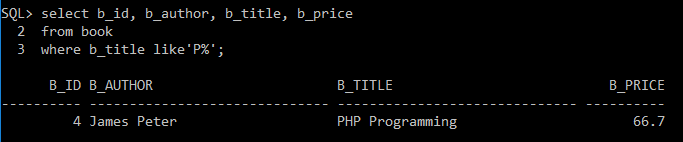 SQL> select b_id, b_author, b_title, b_price
  2  from book
  3  where b_title like'P%';
      B_ID B_AUTHOR                       B_TITLE                           B_PRICE
---------- ------------------------------ ------------------------------ ----------
         4 James Peter                    PHP Programming                      66.7